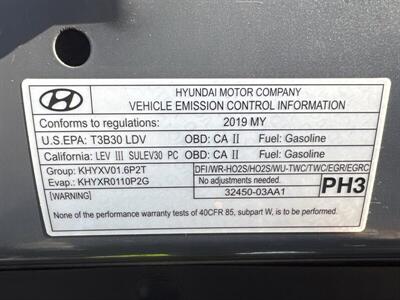 HYUNDAI MOTOR COMPANY
VEHICLE EMISSION CONTROL INFORMATION
Conforms to regulations: 2019 MY
U.S.EPA: T3B30 LDV OBD: CA II Fuel: Gasoline
California: LEV III SULEV30 PC OBD: CA II Fuel: Gasoline
Group: KHYXV01.6P2T DFI/WR-HO2S/HO2S/WU-TWC/TWC/EGR/EGRC
Evap.: KHYXR0110P2G No adjustments needed. PH3
[WARNING] 32450-03AA1
None of the performance warranty tests of 40CFR 85, subpart W, is to be conducted.